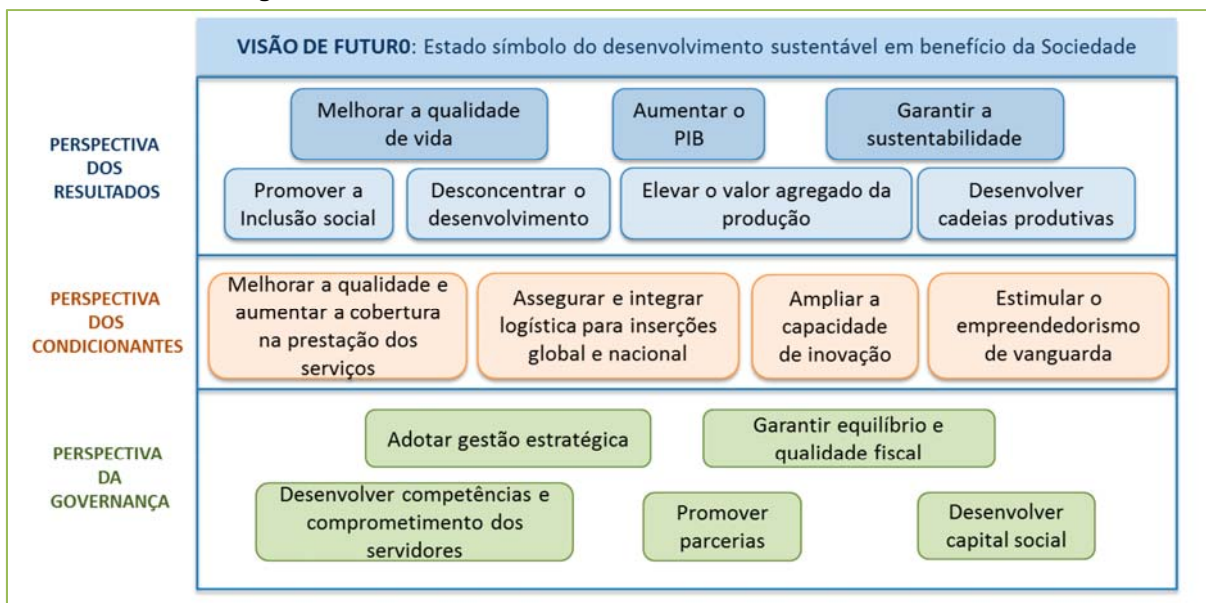 VISÃO DE FUTUR0: Estado símbolo do desenvolvimento sustentável em benefício da Sociedade
PERSPECTIVA
DOS
RESULTADOS
Melhorar a qualidade
de vida
Aumentar o
PIB
Garantir a
sustentabilidade
Promover a
Inclusão social
Desconcentrar o
desenvolvimento
Elevar o valor agregado da
produção
Desenvolver
cadeias produtivas
PERSPECTIVA
DOS
CONDICIONANTES
Melhorar a qualidade e
aumentar a cobertura
na prestação dos
serviços
Assegurar e integrar
logística para inserções
global e nacional
Ampliar a
capacidade
de inovação
Estimular o
empreendedorismo
de vanguarda
PERSPECTIVA
DA
GOVERNANÇA
Adotar gestão estratégica
Garantir equilíbrio e
qualidade fiscal
Desenvolver competências e
comprometimento dos
servidores
Promover
parcerias
Desenvolver
capital social